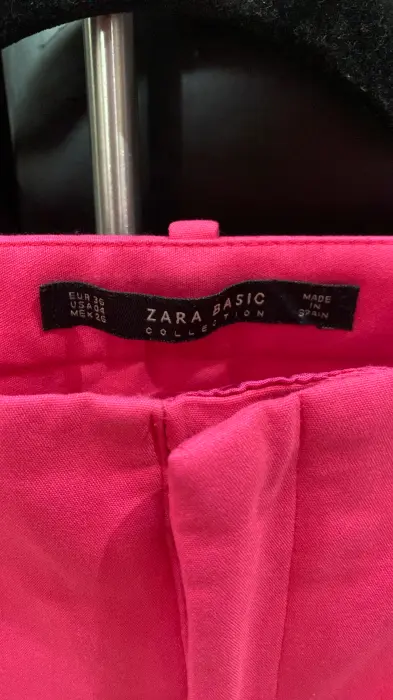 EUR 36
USA 04
MEX 26
ZARA BASIC
COLLECTION
MADE
IN
SPAIN